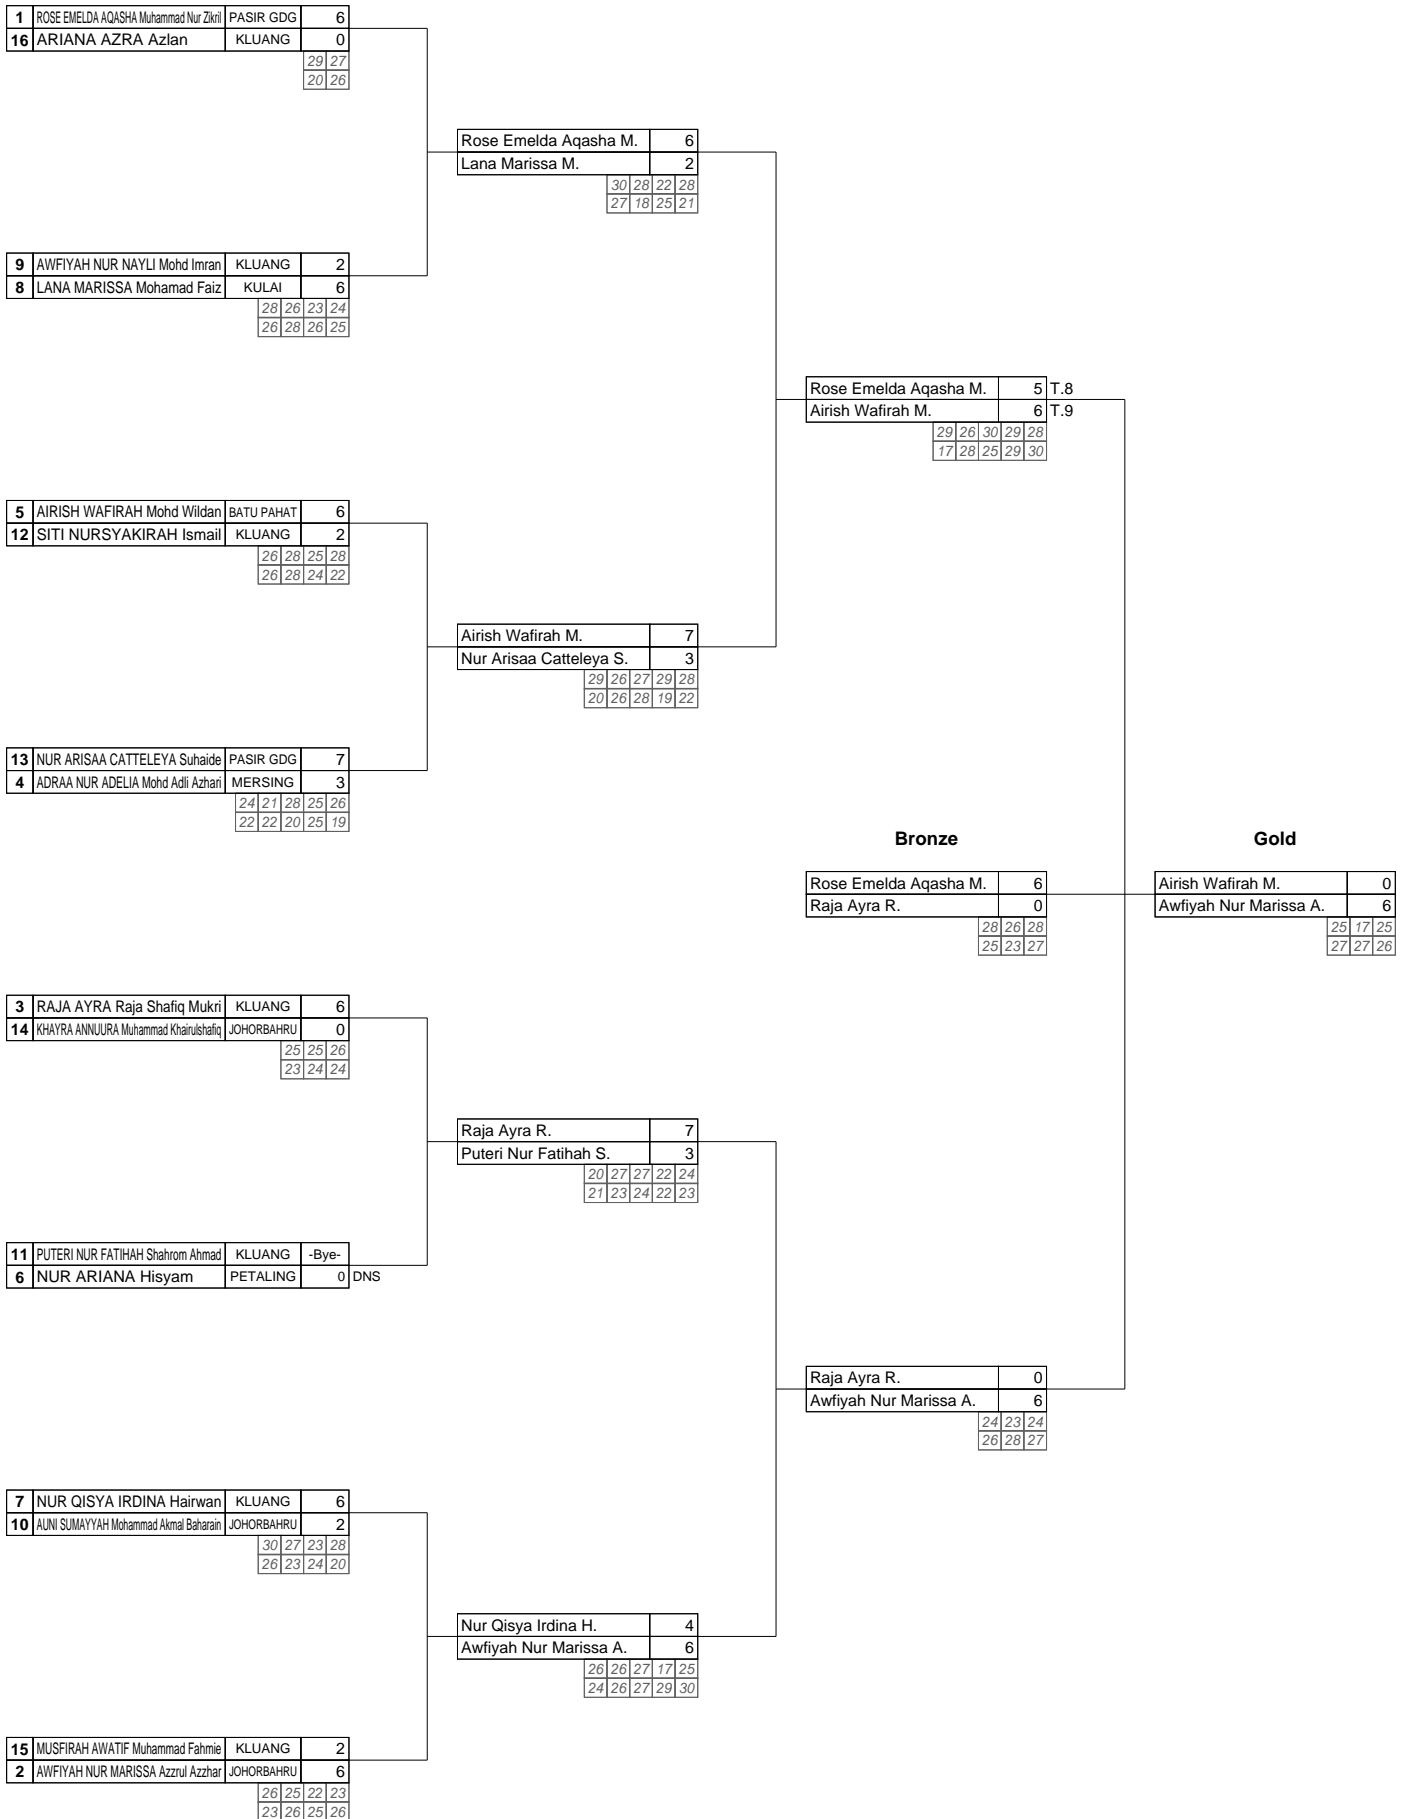 1 ROSE EMELDA AQASHA Muhammad Nur Zikril PASIR GDG 6
16 ARIANA AZRA Azlan KLUANG 0
29 27
20 26
Rose Emelda Aqasha M. 6
Lana Marissa M. 2
30 28 22 28
27 18 25 21
9 AWFIYAH NUR NAYLI Mohd Imran KLUANG 2
8 LANA MARISSA Mohamad Faiz KULAI 6
28 26 23 24
26 28 26 25
Rose Emelda Aqasha M. 5 T.8
Airish Wafirah M. 6 T.9
29 26 30 29 28
17 28 25 29 30
5 AIRISH WAFIRAH Mohd Wildan BATU PAHAT 6
12 SITI NURSYAKIRAH Ismail KLUANG 2
26 28 25 28
26 28 24 22
Airish Wafirah M. 7
Nur Arisaa Catteleya S. 3
29 26 27 29 28
20 26 28 19 22
13 NUR ARISAA CATTELEYA Suhaide PASIR GDG 7
4 ADRAA NUR ADELIA Mohd Adli Azhari MERSING 3
24 21 28 25 26
22 22 20 25 19
Bronze Gold
Rose Emelda Aqasha M. 6 Airish Wafirah M. 0
Raja Ayra R. 0 Awfiyah Nur Marissa A. 6
28 26 28 25 17 25
25 23 27 27 27 26
3 RAJA AYRA Raja Shafiq Mukri KLUANG 6
14 KHAYRA ANNUURA Muhammad Khairulshafiq JOHORBAHRU 0
25 25 26
23 24 24
Raja Ayra R. 7
Puteri Nur Fatihah S. 3
20 27 27 22 24
21 23 24 22 23
11 PUTERI NUR FATIHAH Shahrom Ahmad KLUANG -Bye-
6 NUR ARIANA Hisyam PETALING 0 DNS
Raja Ayra R. 0
Awfiyah Nur Marissa A. 6
24 23 24
26 28 27
7 NUR QISYA IRDINA Hairwan KLUANG 6
10 AUNI SUMAYYAH Mohammad Akmal Baharain JOHORBAHRU 2
30 27 23 28
26 23 24 20
Nur Qisya Irdina H. 4
Awfiyah Nur Marissa A. 6
26 26 27 17 25
24 26 27 29 30
15 MUSFIRAH AWATIF Muhammad Fahmie KLUANG 2
2 AWFIYAH NUR MARISSA Azzrul Azzhar JOHORBAHRU 6
26 25 22 23
23 26 25 26